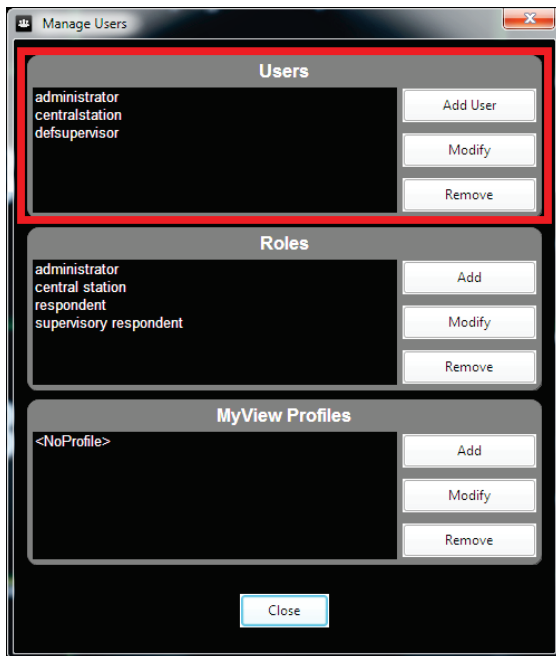 Manage Users
Users
administrator
centralstation
defsupervisor
Add User
Modify
Remove
Roles
administrator
central station
respondent
supervisory respondent
Add
Modify
Remove
MyView Profiles
<NoProfile>
Add
Modify
Remove
Close